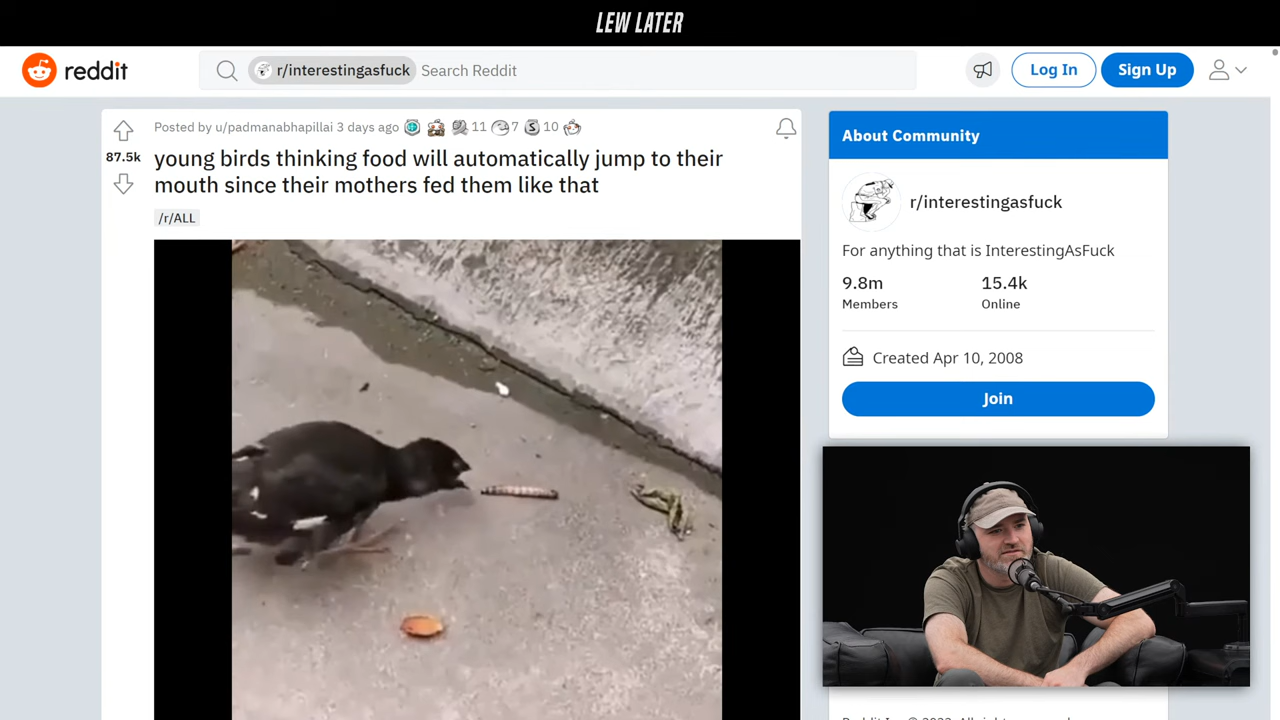 LEW LATER
reddit
r/interestingasfuck Search Reddit
Log In
Sign Up
Posted by u/padmanabhapillai 3 days ago 11 7 10
87.5k
young birds thinking food will automatically jump to their
mouth since their mothers fed them like that
/r/ALL
About Community
r/interestingasfuck
For anything that is InterestingAsFuck
9.8m
Members
15.4k
Online
Created Apr 10, 2008
Join